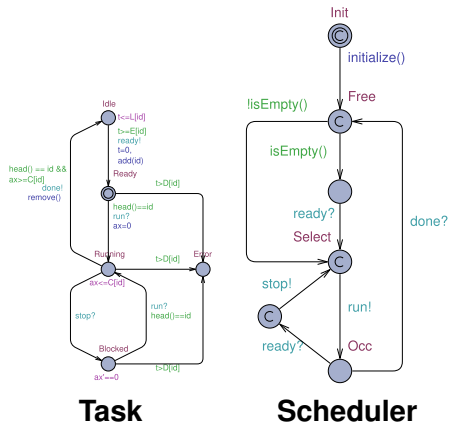 Idle
t<=L[id]
t>=E[id]
ready!
t=0,
add(id)
Ready
t>D[id]
head() == id &&
ax>=C[id]
done!
remove()
head()==id
run?
ax=0
Running
t>D[id]
Error
ax<=C[id]
stop?
run?
head()==id
Blocked
t>D[id]
ax'==0
Task
Init
C
initialize()
Free
!isEmpty()
C
isEmpty()
ready?
done?
Select
C
stop!
C
run!
ready?
Occ
Scheduler